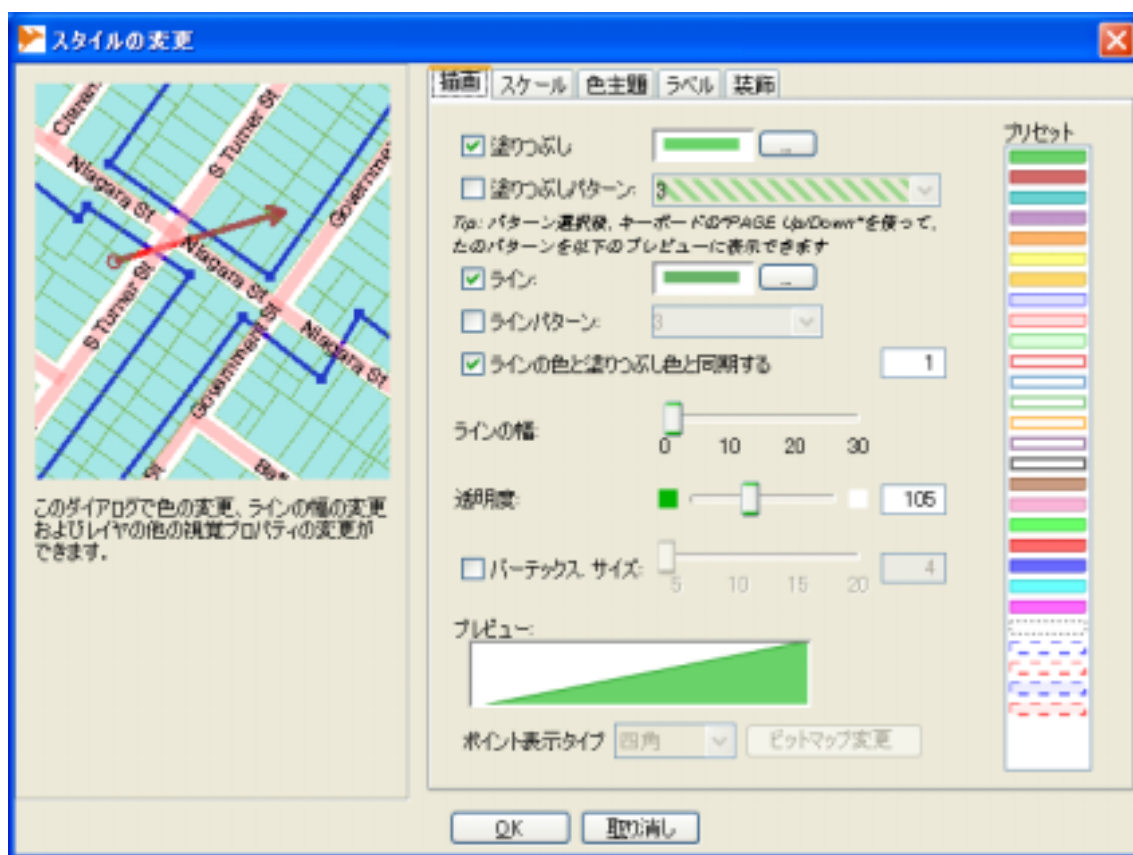 スタイルの変更
描画 スケール 色主題 ラベル 装飾
Niagara St
S Turner St
Niagara St
S Turner St
Niagara St
このダイアログで色の変更、ラインの幅の変更
およびレイヤの他の視覚プロパティの変更が
できます。
塗りつぶし ...
塗りつぶしパターン: 3
Tip: パターン選択後, キーボードの"PAGE Up/Down"を使って,
たのパターンを以下のプレビューに表示できます
ライン: ...
ラインパターン: 3
ラインの色と塗りつぶし色と同期する 1
ラインの幅:
0 10 20 30
透明度: 105
バーテックス サイズ: 4
5 10 15 20
プレビュー:
ポイント表示タイプ 四角 ビットマップ変更
プリセット
OK 取り消し